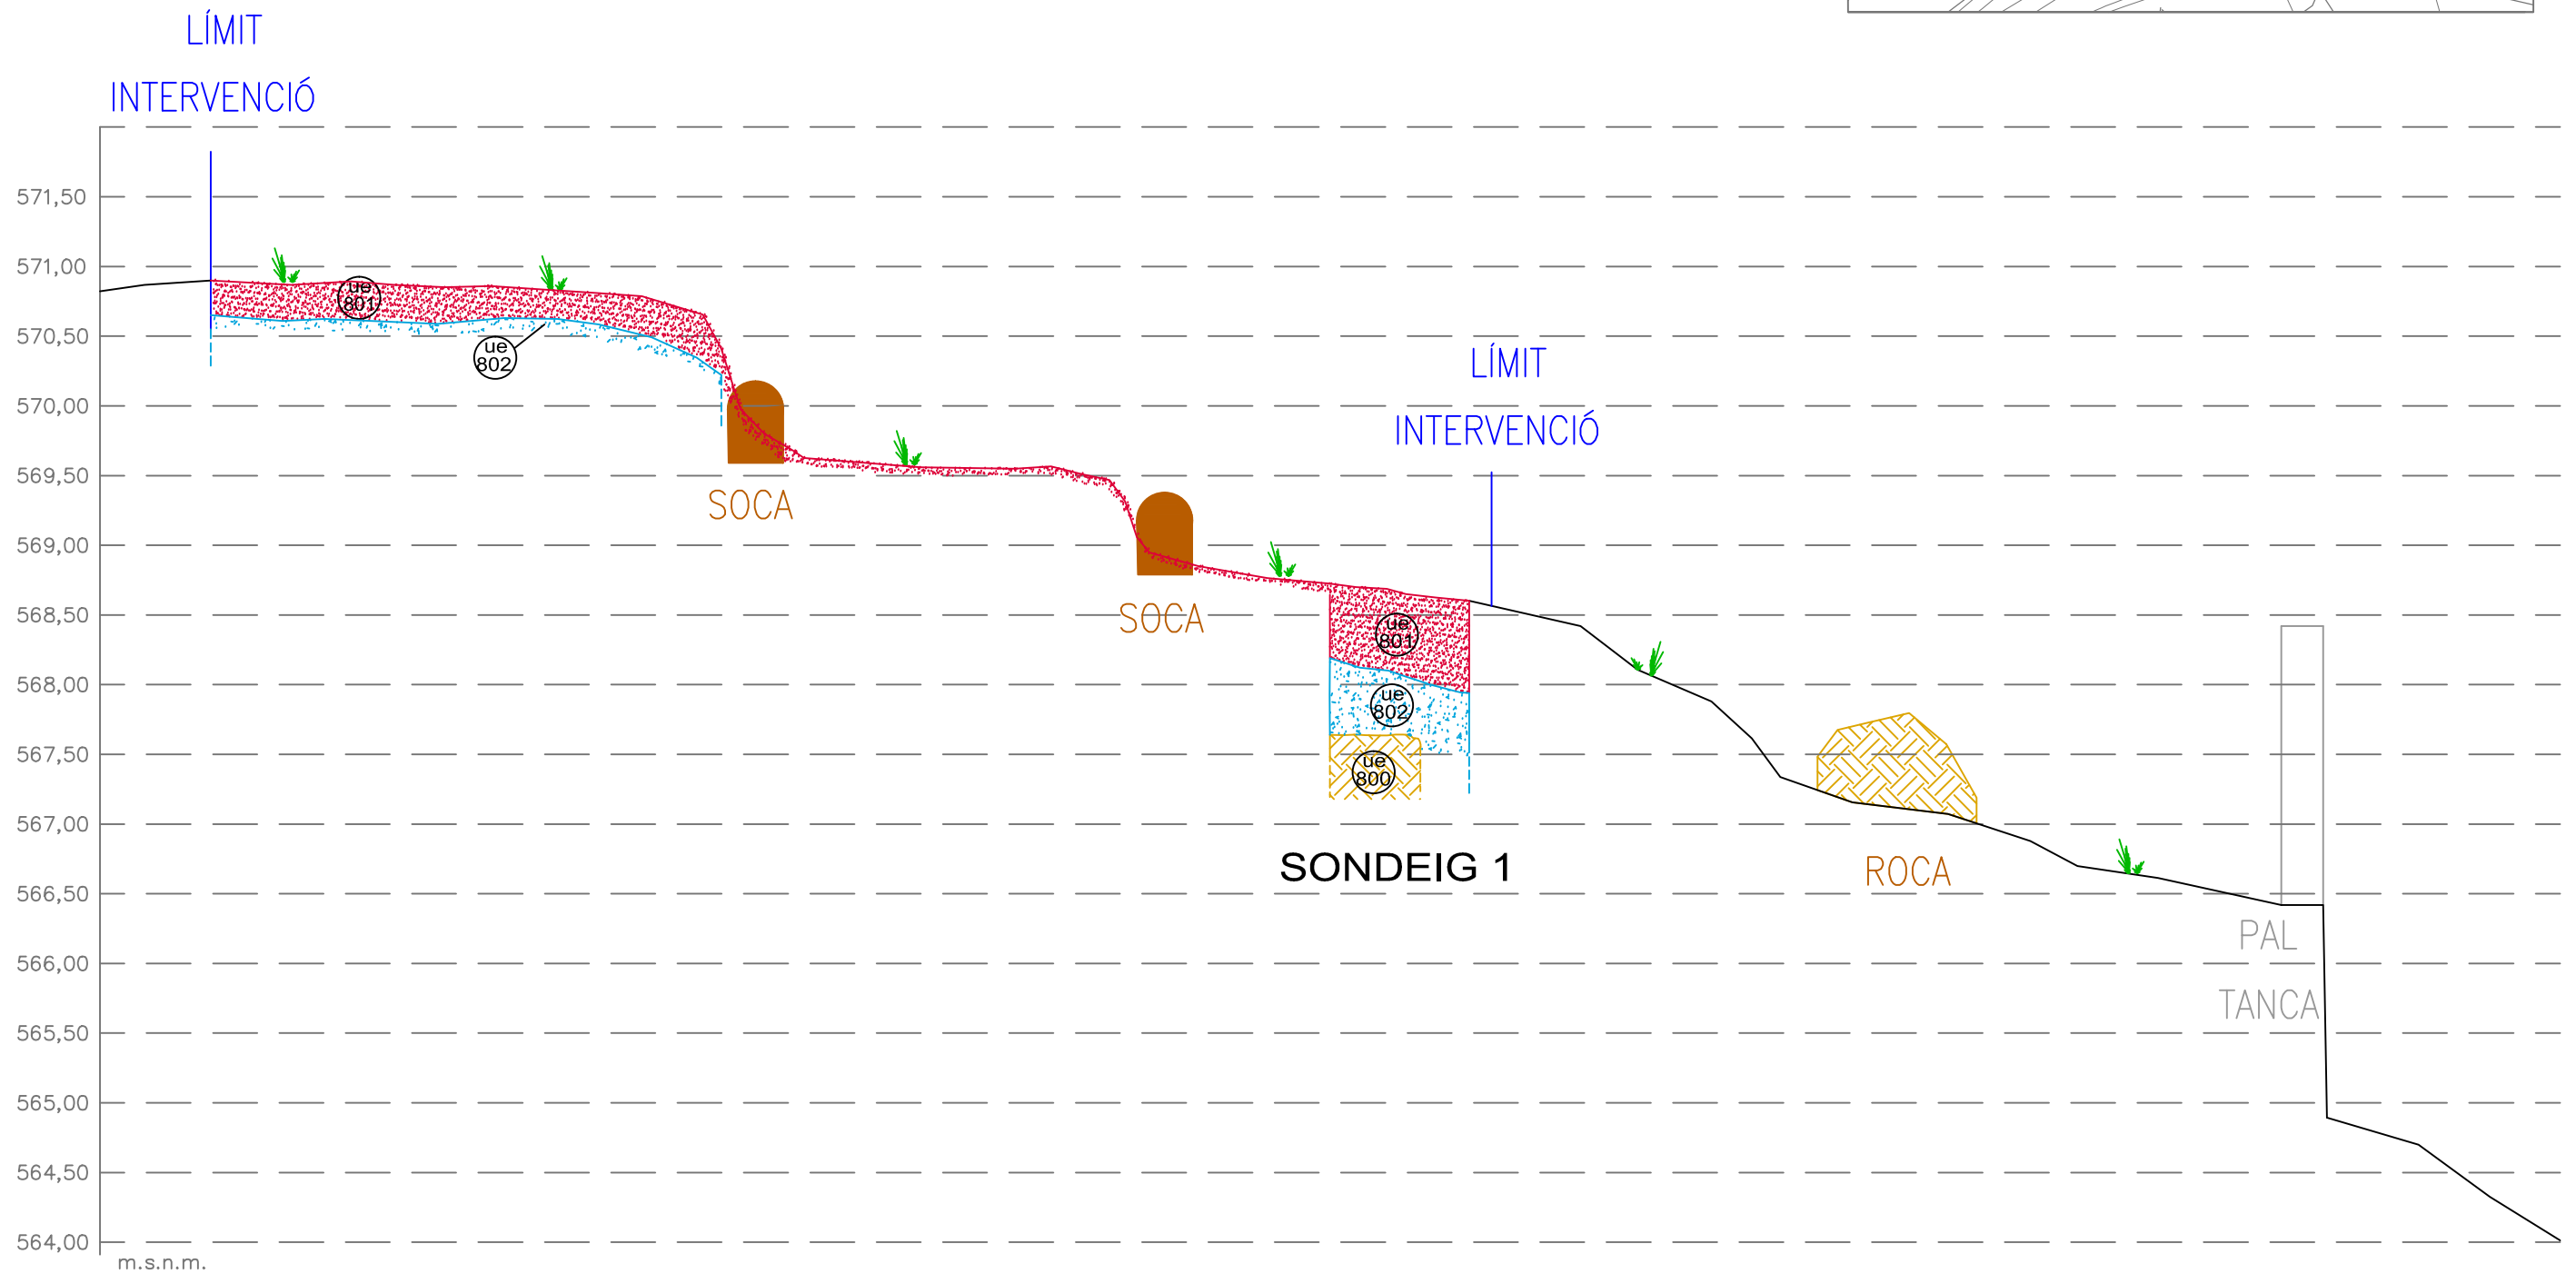 LÍMIT
INTERVENCIÓ
571,50
571,00
ue
801
570,50
ue
802
LÍMIT
INTERVENCIÓ
570,00
569,50
SOCA
569,00
SOCA
568,50
ue
801
568,00
ue
802
567,50
ue
800
567,00
SONDEIG 1
ROCA
566,50
PAL
TANCA
566,00
565,50
565,00
564,50
564,00
m.s.n.m.